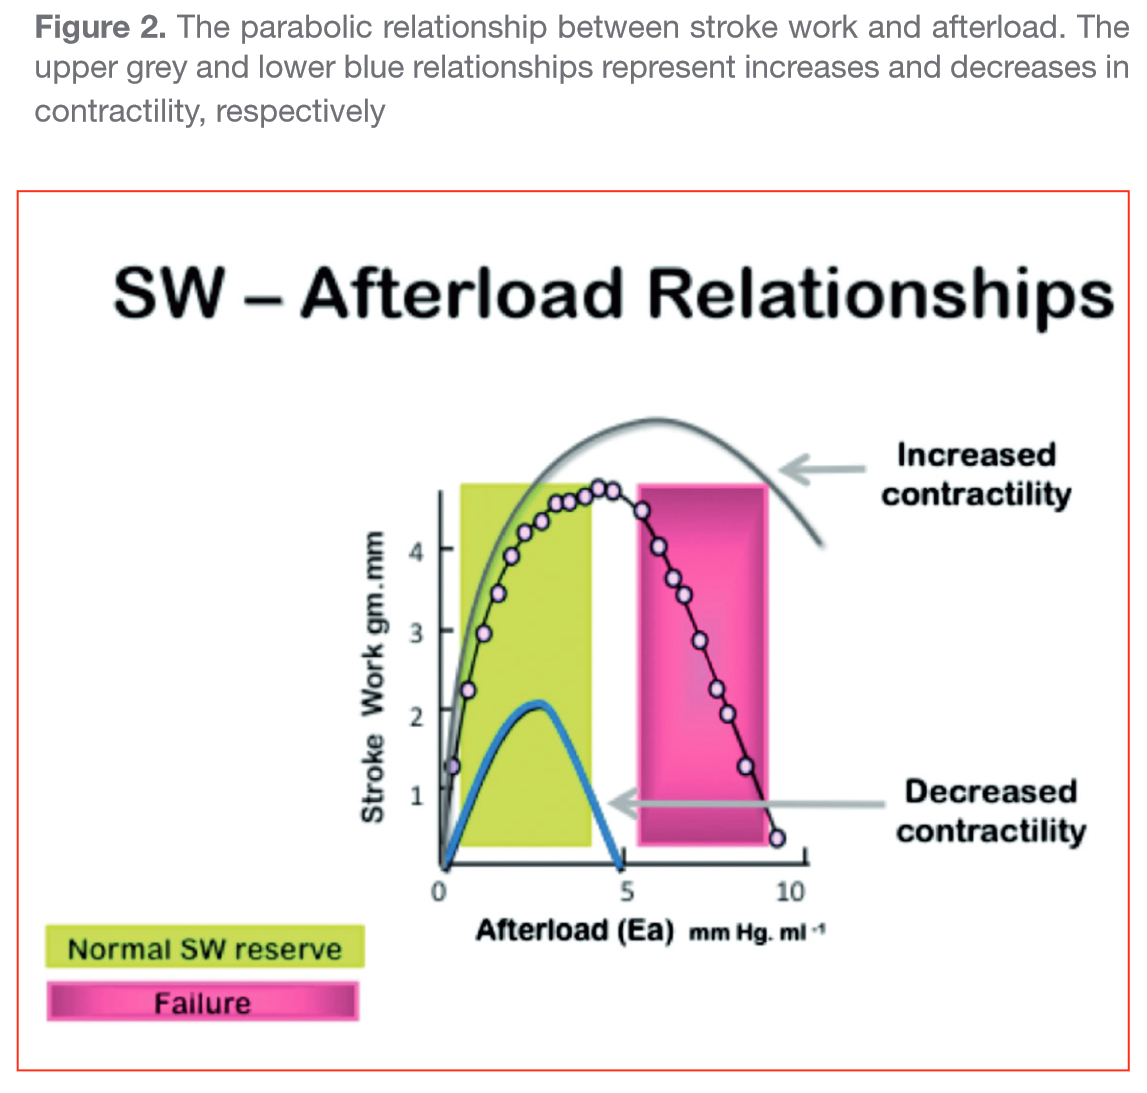 Figure 2. The parabolic relationship between stroke work and afterload. The
upper grey and lower blue relationships represent increases and decreases in
contractility, respectively
SW – Afterload Relationships
Increased
contractility
Stroke Work gm.mm
4
3
2
1
Decreased
contractility
0 5 10
Afterload (Ea) mm Hg. ml -1
Normal SW reserve
Failure